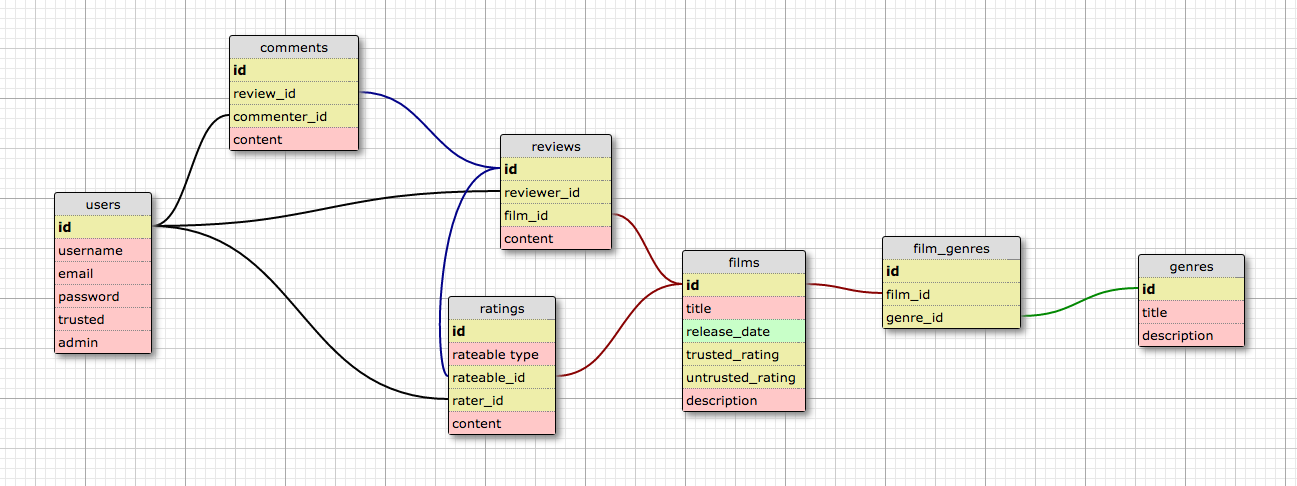 comments
id
review_id
commenter_id
content
reviews
id
reviewer_id
film_id
content
users
id
username
email
password
trusted
admin
ratings
id
rateable type
rateable_id
rater_id
content
films
id
title
release_date
trusted_rating
untrusted_rating
description
film_genres
id
film_id
genre_id
genres
id
title
description